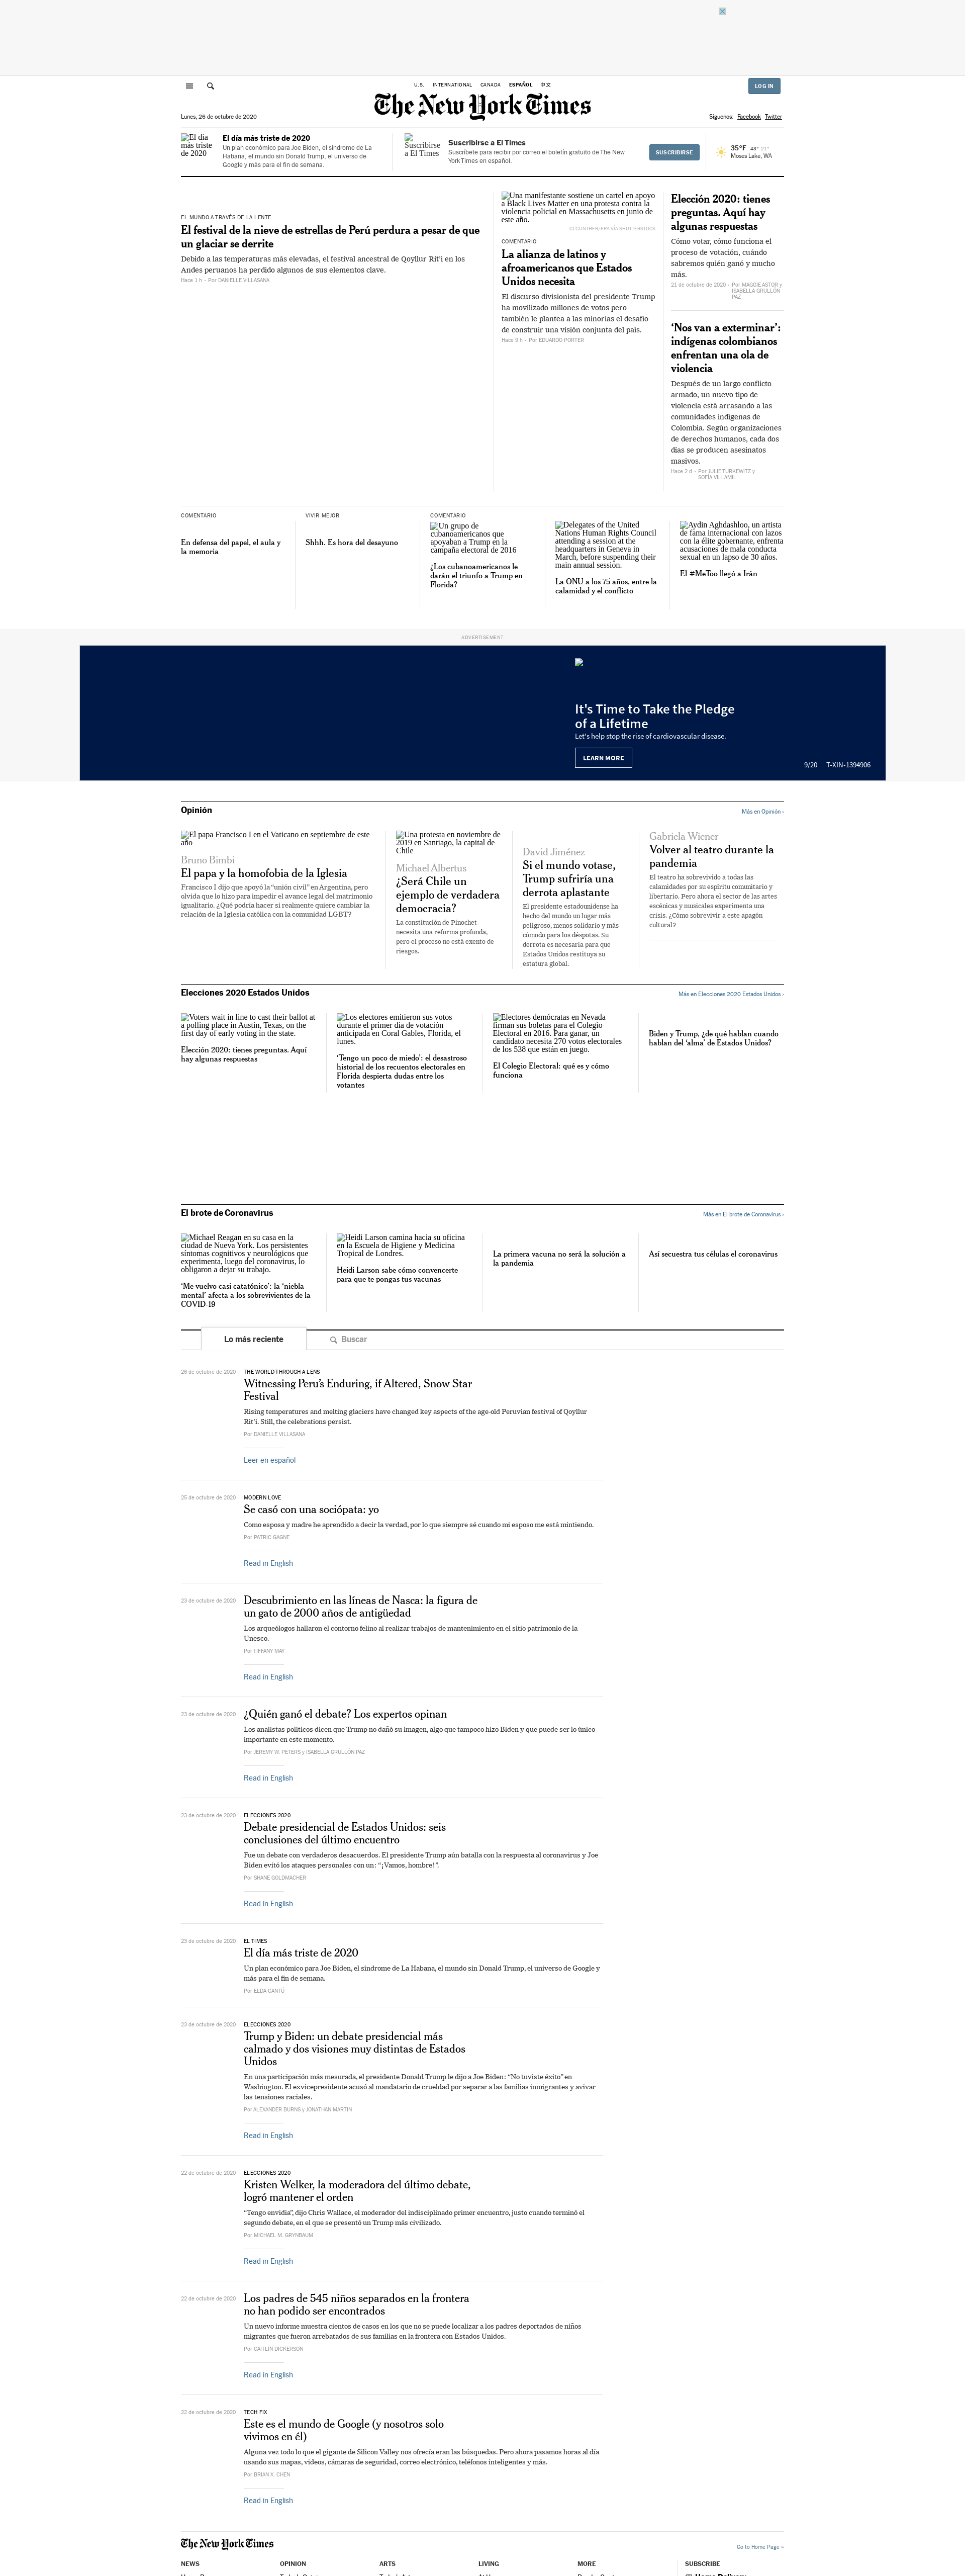 U.S. INTERNATIONAL CANADA ESPAÑOL 中文
LOG IN
The New York Times
Lunes, 26 de octubre de 2020
Síguenos: Facebook Twitter
El día más triste de 2020
El día más triste de 2020
Un plan económico para Joe Biden, el síndrome de La
Habana, el mundo sin Donald Trump, el universo de
Google y más para el fin de semana.
Suscribirse a El Times
Suscribirse a El Times
Suscríbete para recibir por correo el boletín gratuito de The New
York Times en español.
SUSCRIBIRSE
35°F 43° 21°
Moses Lake, WA
EL MUNDO A TRAVÉS DE LA LENTE
El festival de la nieve de estrellas de Perú perdura a pesar de que
un glaciar se derrite
Debido a las temperaturas más elevadas, el festival ancestral de Qoyllur Rit'i en los
Andes peruanos ha perdido algunos de sus elementos clave.
Hace 1 h - Por DANIELLE VILLASANA
Una manifestante sostiene un cartel en apoyo
a Black Lives Matter en una protesta contra la
violencia policial en Massachusetts en junio de
este año.
CJ GUNTHER/EPA VÍA SHUTTERSTOCK
COMENTARIO
La alianza de latinos y
afroamericanos que Estados
Unidos necesita
El discurso divisionista del presidente Trump
ha movilizado millones de votos pero
también le plantea a las minorías el desafío
de construir una visión conjunta del país.
Hace 9 h - Por EDUARDO PORTER
Elección 2020: tienes
preguntas. Aquí hay
algunas respuestas
Cómo votar, cómo funciona el
proceso de votación, cuándo
sabremos quién ganó y mucho
más.
21 de octubre de 2020 - Por MAGGIE ASTOR y
ISABELLA GRULLÓN
PAZ
‘Nos van a exterminar’:
indígenas colombianos
enfrentan una ola de
violencia
Después de un largo conflicto
armado, un nuevo tipo de
violencia está arrasando a las
comunidades indígenas de
Colombia. Según organizaciones
de derechos humanos, cada dos
días se producen asesinatos
masivos.
Hace 2 d - Por JULIE TURKEWITZ y
SOFÍA VILLAMIL
COMENTARIO
En defensa del papel, el aula y
la memoria
VIVIR MEJOR
Shhh. Es hora del desayuno
COMENTARIO
Un grupo de
cubanoamericanos que
apoyaban a Trump en la
campaña electoral de 2016
¿Los cubanoamericanos le
darán el triunfo a Trump en
Florida?
Delegates of the United
Nations Human Rights Council
attending a session at the
headquarters in Geneva in
March, before suspending their
main annual session.
La ONU a los 75 años, entre la
calamidad y el conflicto
Aydin Aghdashloo, un artista
de fama internacional con lazos
con la élite gobernante, enfrenta
acusaciones de mala conducta
sexual en un lapso de 30 años.
El #MeToo llegó a Irán
ADVERTISEMENT
It's Time to Take the Pledge
of a Lifetime
Let's help stop the rise of cardiovascular disease.
LEARN MORE
9/20 T-XIN-1394906
Opinión
Más en Opinión ›
El papa Francisco I en el Vaticano en septiembre de este
año
Bruno Bimbi
El papa y la homofobia de la Iglesia
Francisco I dijo que apoyó la “unión civil” en Argentina, pero
olvida que lo hizo para impedir el avance legal del matrimonio
igualitario. ¿Qué podría hacer si realmente quiere cambiar la
relación de la Iglesia católica con la comunidad LGBT?
Una protesta en noviembre de
2019 en Santiago, la capital de
Chile
Michael Albertus
¿Será Chile un
ejemplo de verdadera
democracia?
La constitución de Pinochet
necesita una reforma profunda,
pero el proceso no está exento de
riesgos.
David Jiménez
Si el mundo votase,
Trump sufriría una
derrota aplastante
El presidente estadounidense ha
hecho del mundo un lugar más
peligroso, menos solidario y más
cómodo para los déspotas. Su
derrota es necesaria para que
Estados Unidos restituya su
estatura global.
Gabriela Wiener
Volver al teatro durante la
pandemia
El teatro ha sobrevivido a todas las
calamidades por su espíritu comunitario y
libertario. Pero ahora el sector de las artes
escénicas y musicales experimenta una
crisis. ¿Cómo sobrevivir a este apagón
cultural?
Elecciones 2020 Estados Unidos
Más en Elecciones 2020 Estados Unidos ›
Voters wait in line to cast their ballot at
a polling place in Austin, Texas, on the
first day of early voting in the state.
Elección 2020: tienes preguntas. Aquí
hay algunas respuestas
Los electores emitieron sus votos
durante el primer día de votación
anticipada en Coral Gables, Florida, el
lunes.
‘Tengo un poco de miedo’: el desastroso
historial de los recuentos electorales en
Florida despierta dudas entre los
votantes
Electores demócratas en Nevada
firman sus boletas para el Colegio
Electoral en 2016. Para ganar, un
candidato necesita 270 votos electorales
de los 538 que están en juego.
El Colegio Electoral: qué es y cómo
funciona
Biden y Trump, ¿de qué hablan cuando
hablan del ‘alma’ de Estados Unidos?
El brote de Coronavirus
Más en El brote de Coronavirus ›
Michael Reagan en su casa en la
ciudad de Nueva York. Los persistentes
síntomas cognitivos y neurológicos que
experimenta, luego del coronavirus, lo
obligaron a dejar su trabajo.
‘Me vuelvo casi catatónico’: la ‘niebla
mental’ afecta a los sobrevivientes de la
COVID-19
Heidi Larson camina hacia su oficina
en la Escuela de Higiene y Medicina
Tropical de Londres.
Heidi Larson sabe cómo convencerte
para que te pongas tus vacunas
La primera vacuna no será la solución a
la pandemia
Así secuestra tus células el coronavirus
Lo más reciente
Buscar
26 de octubre de 2020
THE WORLD THROUGH A LENS
Witnessing Peru’s Enduring, if Altered, Snow Star
Festival
Rising temperatures and melting glaciers have changed key aspects of the age-old Peruvian festival of Qoyllur
Rit’i. Still, the celebrations persist.
Por DANIELLE VILLASANA
Leer en español
25 de octubre de 2020
MODERN LOVE
Se casó con una sociópata: yo
Como esposa y madre he aprendido a decir la verdad, por lo que siempre sé cuando mi esposo me está mintiendo.
Por PATRIC GAGNE
Read in English
23 de octubre de 2020
Descubrimiento en las líneas de Nasca: la figura de
un gato de 2000 años de antigüedad
Los arqueólogos hallaron el contorno felino al realizar trabajos de mantenimiento en el sitio patrimonio de la
Unesco.
Por TIFFANY MAY
Read in English
23 de octubre de 2020
¿Quién ganó el debate? Los expertos opinan
Los analistas políticos dicen que Trump no dañó su imagen, algo que tampoco hizo Biden y que puede ser lo único
importante en este momento.
Por JEREMY W. PETERS y ISABELLA GRULLÓN PAZ
Read in English
23 de octubre de 2020
ELECCIONES 2020
Debate presidencial de Estados Unidos: seis
conclusiones del último encuentro
Fue un debate con verdaderos desacuerdos. El presidente Trump aún batalla con la respuesta al coronavirus y Joe
Biden evitó los ataques personales con un: “¡Vamos, hombre!”.
Por SHANE GOLDMACHER
Read in English
23 de octubre de 2020
EL TIMES
El día más triste de 2020
Un plan económico para Joe Biden, el síndrome de La Habana, el mundo sin Donald Trump, el universo de Google y
más para el fin de semana.
Por ELDA CANTÚ
23 de octubre de 2020
ELECCIONES 2020
Trump y Biden: un debate presidencial más
calmado y dos visiones muy distintas de Estados
Unidos
En una participación más mesurada, el presidente Donald Trump le dijo a Joe Biden: “No tuviste éxito” en
Washington. El exvicepresidente acusó al mandatario de crueldad por separar a las familias inmigrantes y avivar
las tensiones raciales.
Por ALEXANDER BURNS y JONATHAN MARTIN
Read in English
22 de octubre de 2020
ELECCIONES 2020
Kristen Welker, la moderadora del último debate,
logró mantener el orden
“Tengo envidia”, dijo Chris Wallace, el moderador del indisciplinado primer encuentro, justo cuando terminó el
segundo debate, en el que se presentó un Trump más civilizado.
Por MICHAEL M. GRYNBAUM
Read in English
22 de octubre de 2020
Los padres de 545 niños separados en la frontera
no han podido ser encontrados
Un nuevo informe muestra cientos de casos en los que no se puede localizar a los padres deportados de niños
migrantes que fueron arrebatados de sus familias en la frontera con Estados Unidos.
Por CAITLIN DICKERSON
Read in English
22 de octubre de 2020
TECH FIX
Este es el mundo de Google (y nosotros solo
vivimos en él)
Alguna vez todo lo que el gigante de Silicon Valley nos ofrecía eran las búsquedas. Pero ahora pasamos horas al día
usando sus mapas, videos, cámaras de seguridad, correo electrónico, teléfonos inteligentes y más.
Por BRIAN X. CHEN
Read in English
The New York Times
Go to Home Page »
NEWS OPINION ARTS LIVING MORE SUBSCRIBE